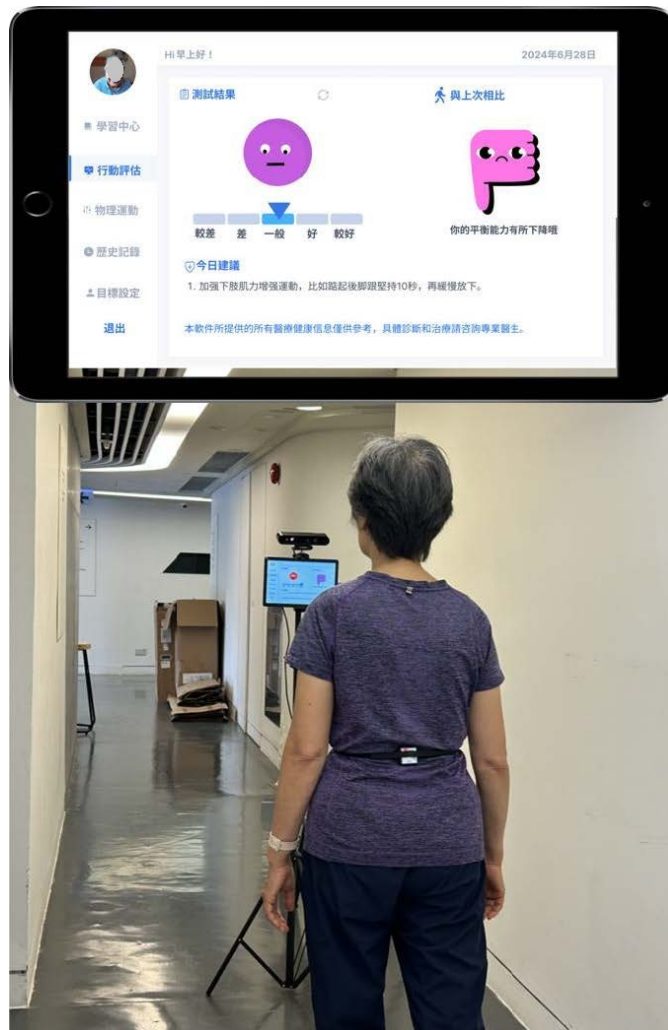 Hi 早上好！
2024年6月28日
學習中心
行動評估
物理運動
歷史記錄
目標設定
退出
測試結果
與上次相比
較差 差 一般 好 較好
你的平衡能力有所下降哦
今日建議
1. 加强下肢肌力增强運動，比如踮起後脚跟堅持10秒，再緩慢放下。
本軟件所提供的所有醫療健康信息僅供參考，具體診斷和治療請咨詢專業醫生。